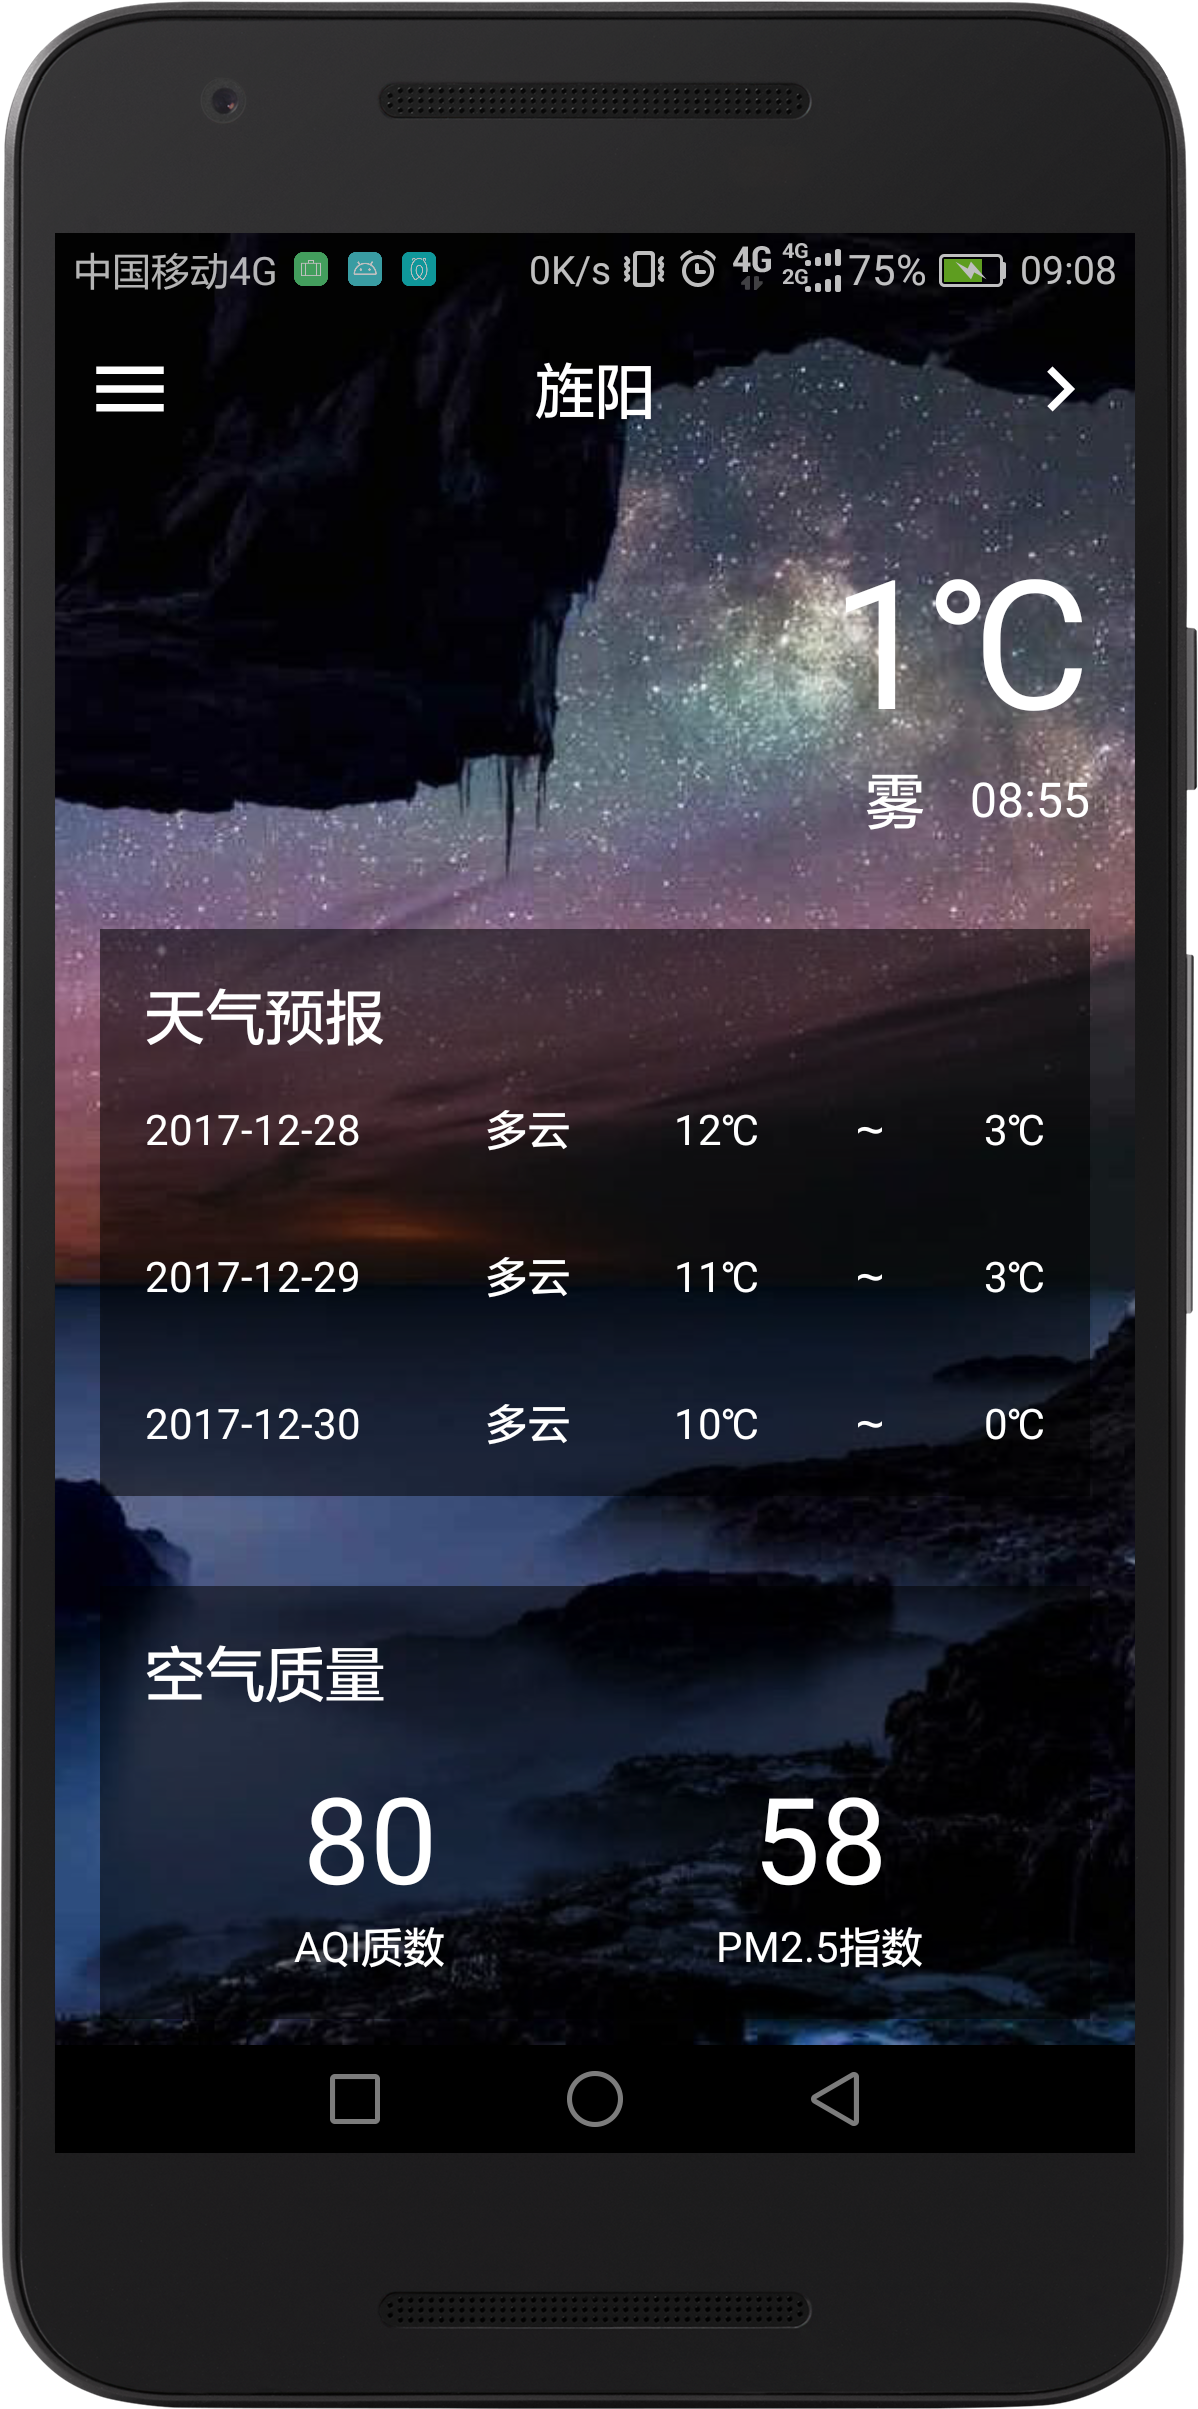 中国移动4G 0K/s 4G 4G 2G 75% 09:08
旌阳
1℃
雾 08:55
天气预报
2017-12-28 多云 12℃ ~ 3℃
2017-12-29 多云 11℃ ~ 3℃
2017-12-30 多云 10℃ ~ 0℃
空气质量
80 58
AQI质数 PM2.5指数